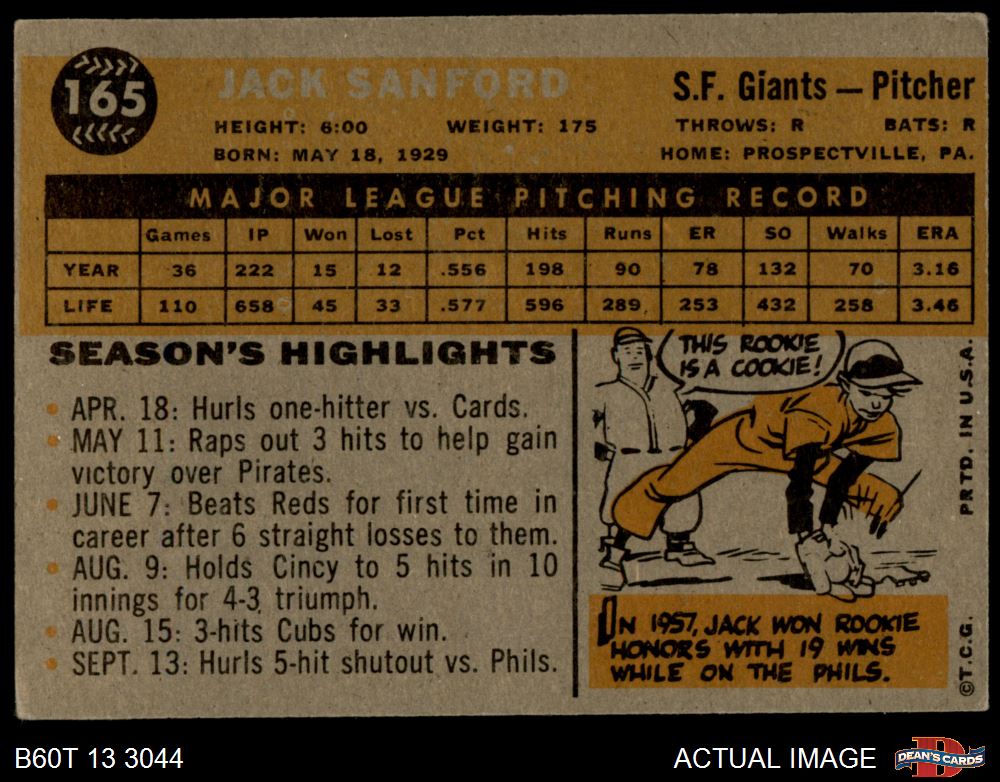 165
JACK SANFORD
S.F. Giants — Pitcher
HEIGHT: 6:00 WEIGHT: 175 THROWS: R BATS: R
BORN: MAY 18, 1929 HOME: PROSPECTVILLE, PA.
MAJOR LEAGUE PITCHING RECORD
Games IP Won Lost Pct Hits Runs ER SO Walks ERA
YEAR 36 222 15 12 .556 198 90 78 132 70 3.16
LIFE 110 658 45 33 .577 596 289 253 432 258 3.46
SEASON'S HIGHLIGHTS
• APR. 18: Hurls one-hitter vs. Cards.
• MAY 11: Raps out 3 hits to help gain
victory over Pirates.
• JUNE 7: Beats Reds for first time in
career after 6 straight losses to them.
• AUG. 9: Holds Cincy to 5 hits in 10
innings for 4-3 triumph.
• AUG. 15: 3-hits Cubs for win.
• SEPT. 13: Hurls 5-hit shutout vs. Phils.
THIS ROOKIE
IS A COOKIE!
IN 1957, JACK WON ROOKIE
HONORS WITH 19 WINS
WHILE ON THE PHILS.
©T.C.G. PRTD. IN U.S.A.
B60T 13 3044
ACTUAL IMAGE
D
DEAN'S CARDS